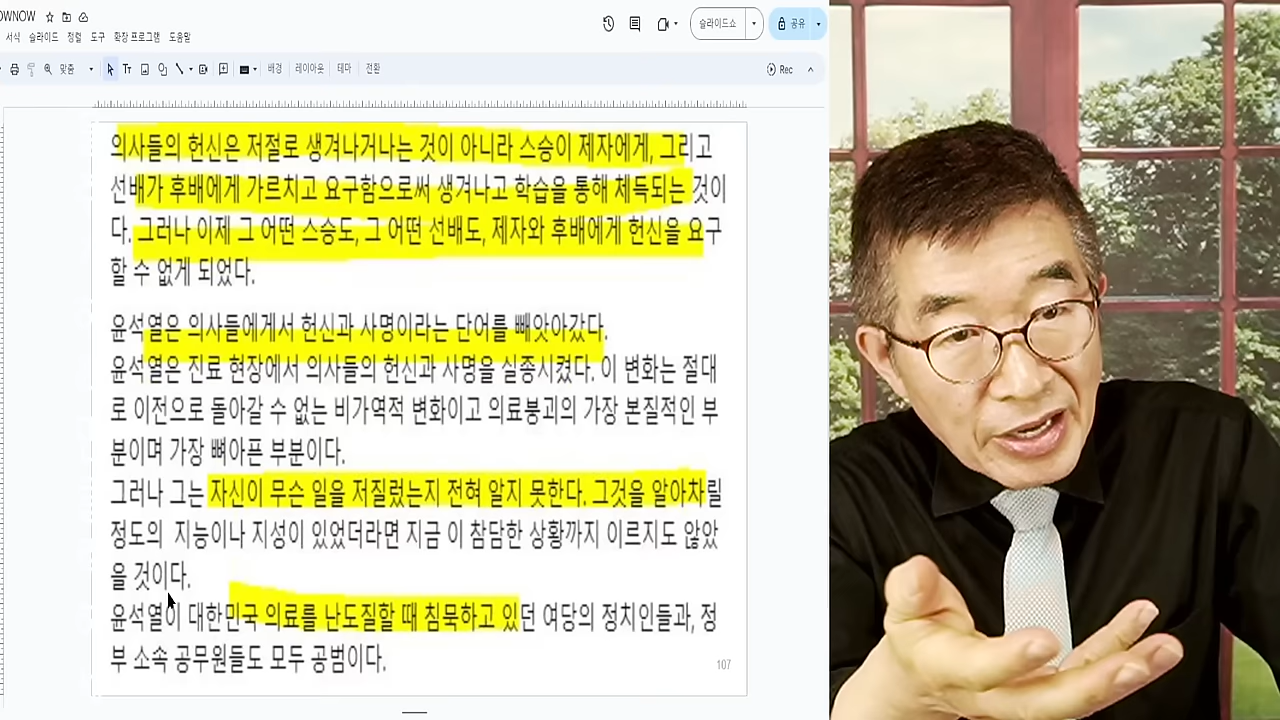 OWNOW
서식 슬라이드 정렬 도구 확장 프로그램 도움말
슬라이드쇼
공유
맞춤
배경 레이아웃 테마 전환
Rec
의사들의 헌신은 저절로 생겨나거나는 것이 아니라 스승이 제자에게, 그리고
선배가 후배에게 가르치고 요구함으로써 생겨나고 학습을 통해 체득되는 것이
다. 그러나 이제 그 어떤 스승도, 그 어떤 선배도, 제자와 후배에게 헌신을 요구
할 수 없게 되었다.
윤석열은 의사들에게서 헌신과 사명이라는 단어를 빼앗아갔다.
윤석열은 진료 현장에서 의사들의 헌신과 사명을 실종시켰다. 이 변화는 절대
로 이전으로 돌아갈 수 없는 비가역적 변화이고 의료붕괴의 가장 본질적인 부
분이며 가장 뼈아픈 부분이다.
그러나 그는 자신이 무슨 일을 저질렀는지 전혀 알지 못한다. 그것을 알아차릴
정도의 지능이나 지성이 있었더라면 지금 이 참담한 상황까지 이르지도 않았
을 것이다.
윤석열이 대한민국 의료를 난도질할 때 침묵하고 있던 여당의 정치인들과, 정
부 소속 공무원들도 모두 공범이다.
107